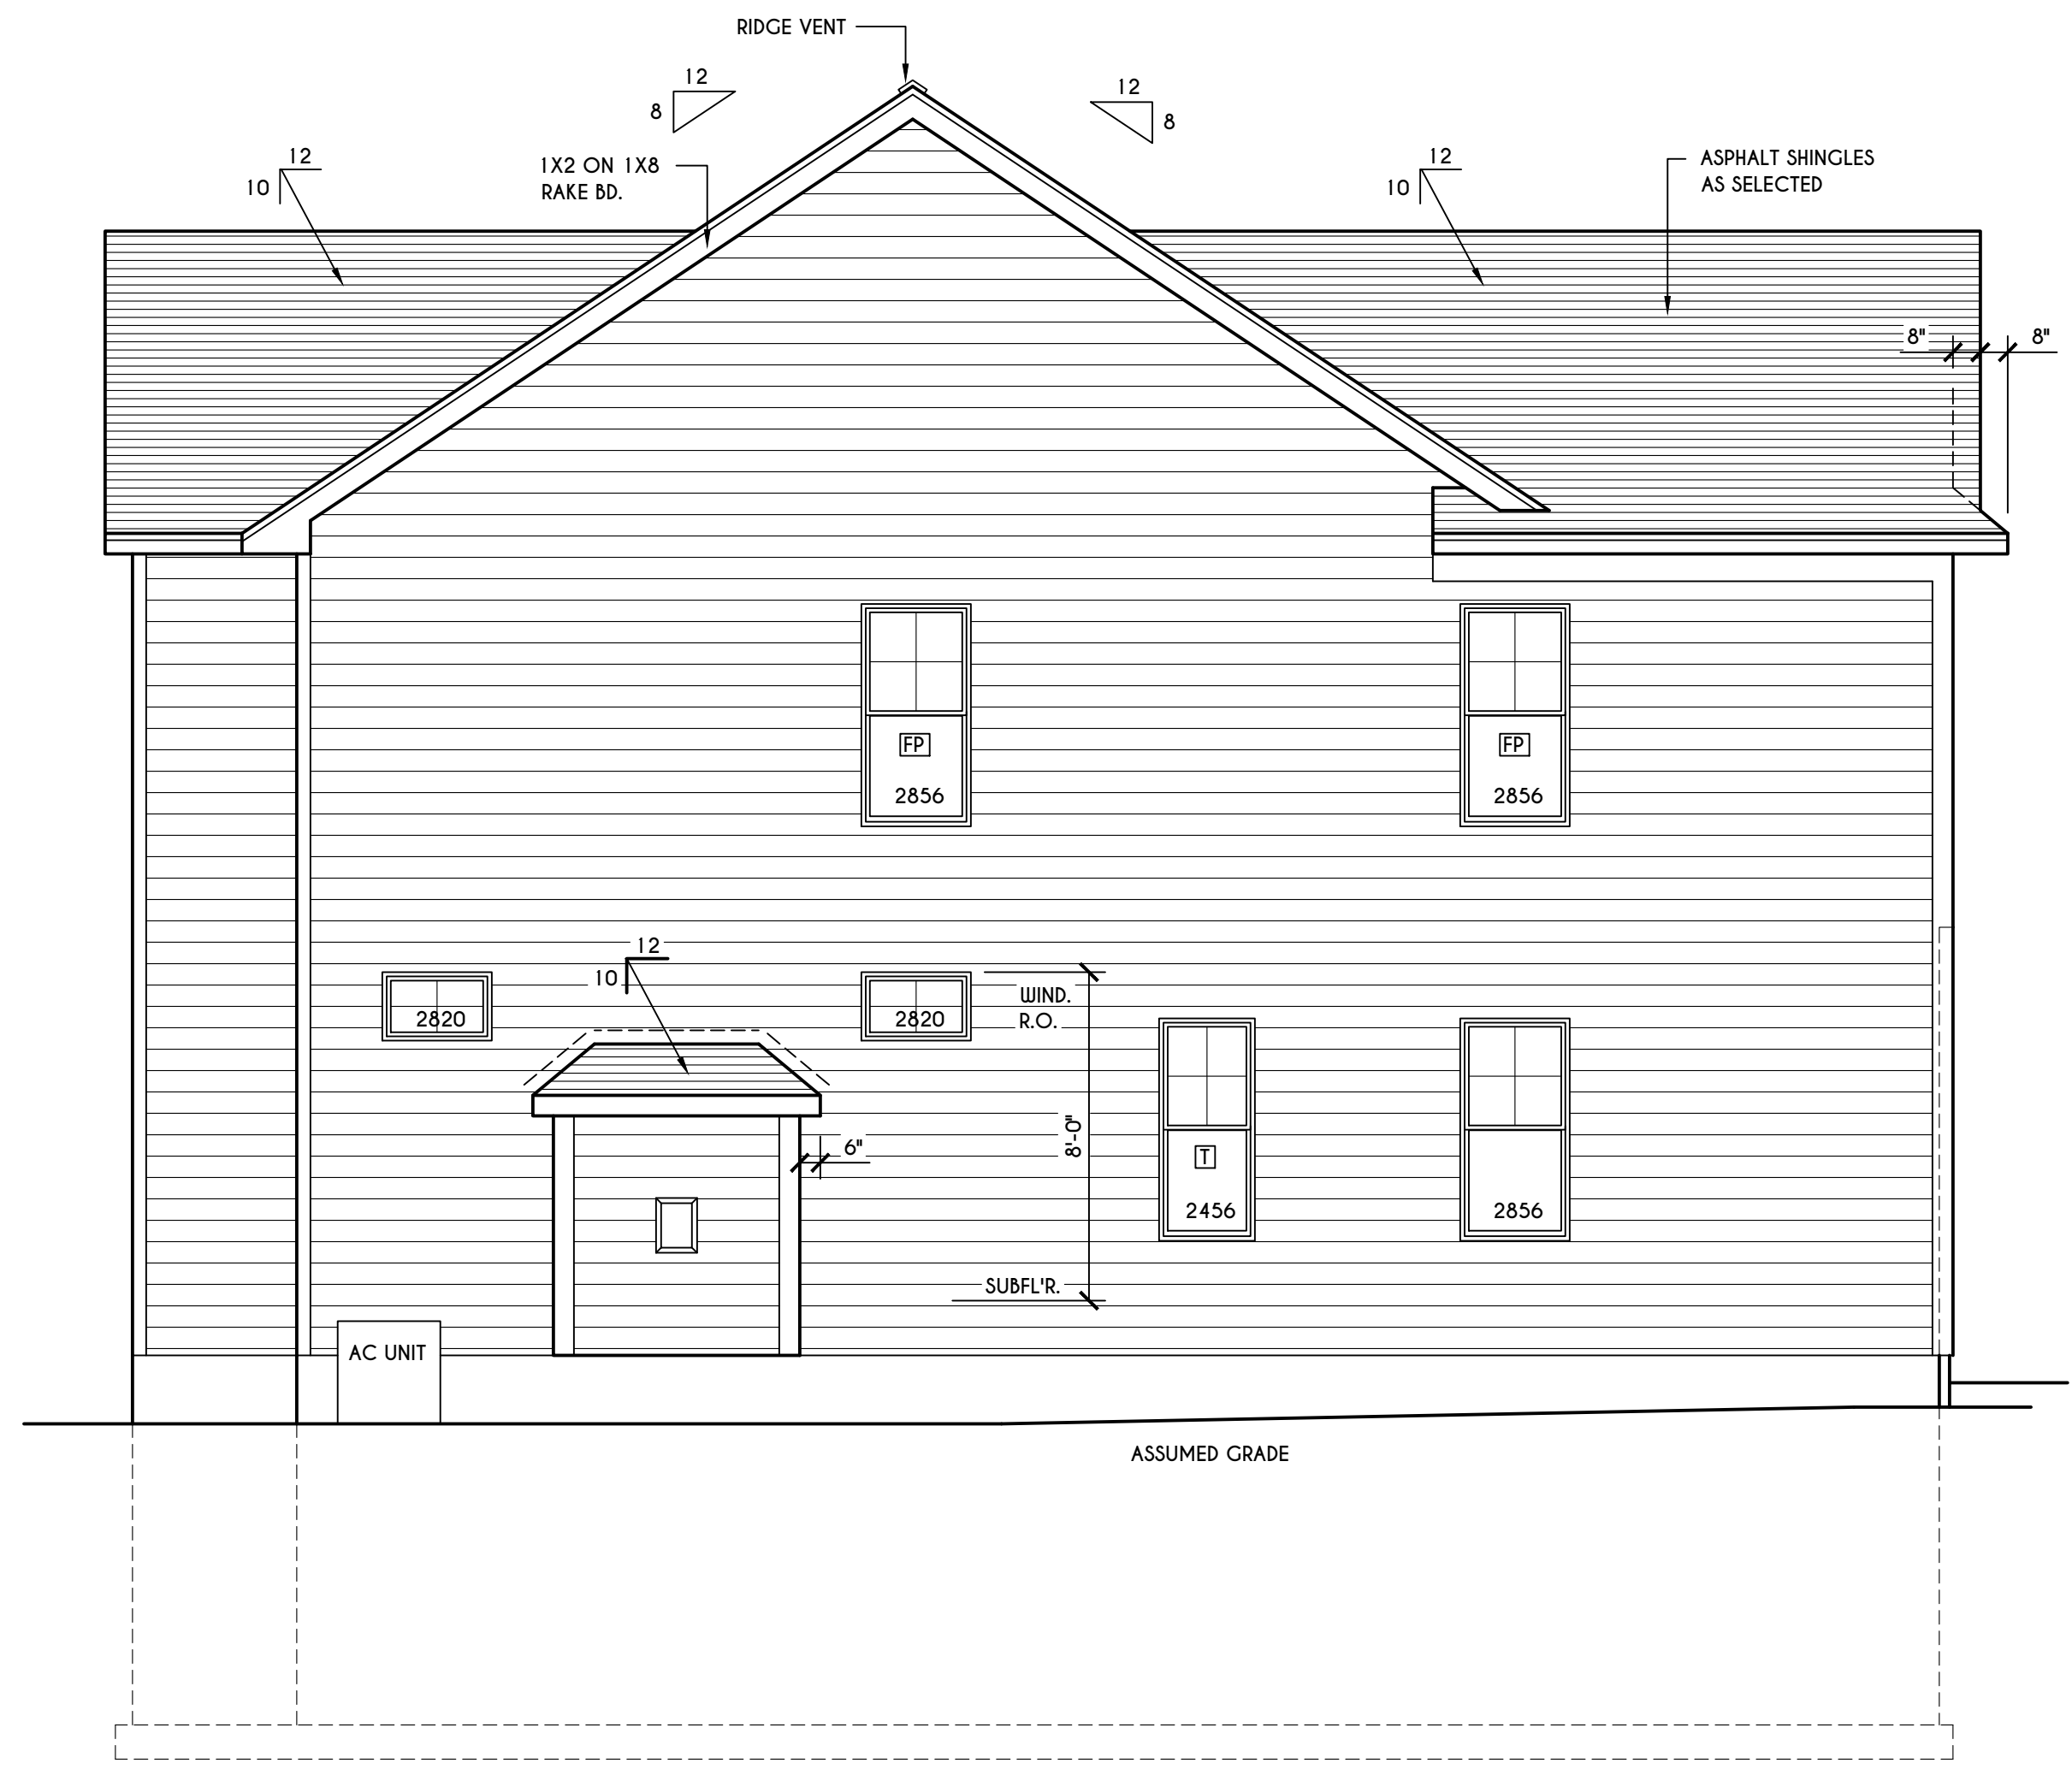 RIDGE VENT
12
8
12
8
12
10
1X2 ON 1X8
RAKE BD.
12
10
ASPHALT SHINGLES
AS SELECTED
8"
8"
FP
2856
FP
2856
12
10
2820
2820
WIND.
R.O.
8'-0"
6"
T
2456
2856
SUBFL'R.
AC UNIT
ASSUMED GRADE